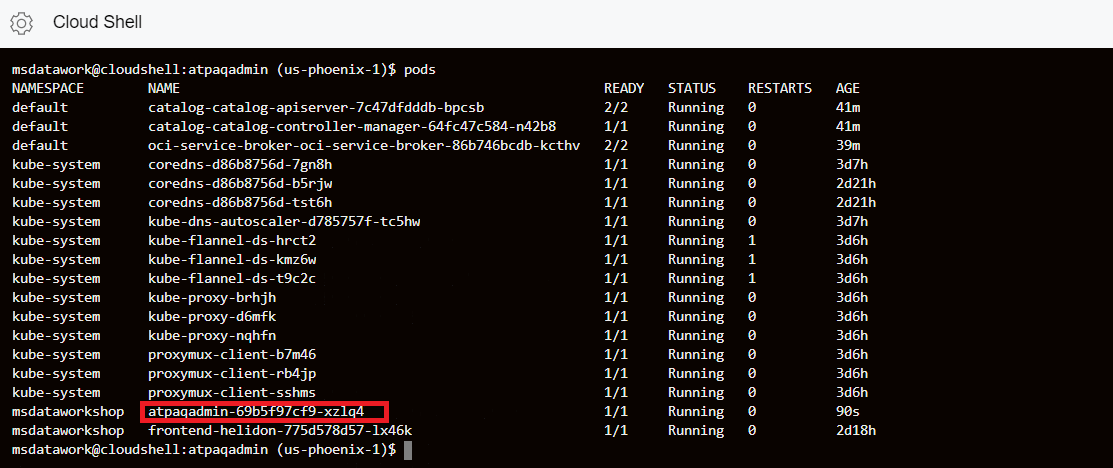 Cloud Shell
msdatawork@cloudshell:atpaqadmin (us-phoenix-1)$ pods
NAMESPACE NAME READY STATUS RESTARTS AGE
default catalog-catalog-apiserver-7c47dfdddb-bpcsb 2/2 Running 0 41m
default catalog-catalog-controller-manager-64fc47c584-n42b8 1/1 Running 0 41m
default oci-service-broker-oci-service-broker-86b746bcdb-kcthv 2/2 Running 0 39m
kube-system coredns-d86b8756d-7gn8h 1/1 Running 0 3d7h
kube-system coredns-d86b8756d-b5rjw 1/1 Running 0 2d21h
kube-system coredns-d86b8756d-tst6h 1/1 Running 0 2d21h
kube-system kube-dns-autoscaler-d785757f-tc5hw 1/1 Running 0 3d7h
kube-system kube-flannel-ds-hrct2 1/1 Running 1 3d6h
kube-system kube-flannel-ds-kmz6w 1/1 Running 1 3d6h
kube-system kube-flannel-ds-t9c2c 1/1 Running 1 3d6h
kube-system kube-proxy-brhjh 1/1 Running 0 3d6h
kube-system kube-proxy-d6mfk 1/1 Running 0 3d6h
kube-system kube-proxy-nqhfn 1/1 Running 0 3d6h
kube-system proxymux-client-b7m46 1/1 Running 0 3d6h
kube-system proxymux-client-rb4jp 1/1 Running 0 3d6h
kube-system proxymux-client-sshms 1/1 Running 0 3d6h
msdataworkshop atpaqadmin-69b5f97cf9-xzlq4 1/1 Running 0 90s
msdataworkshop frontend-helidon-775d578d57-lx46k 1/1 Running 0 2d18h
msdatawork@cloudshell:atpaqadmin (us-phoenix-1)$